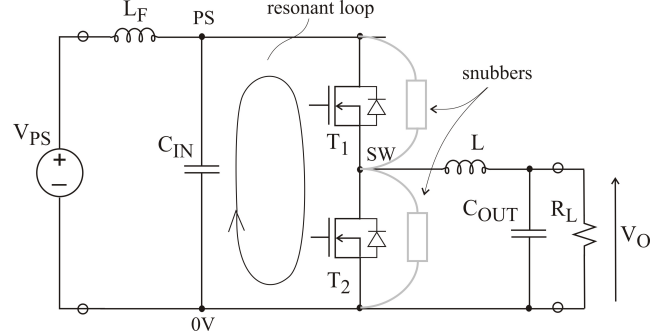 L_F
PS
resonant loop
snubbers
V_PS
+
−
C_IN
T_1
SW
L
C_OUT
R_L
V_O
T_2
0V